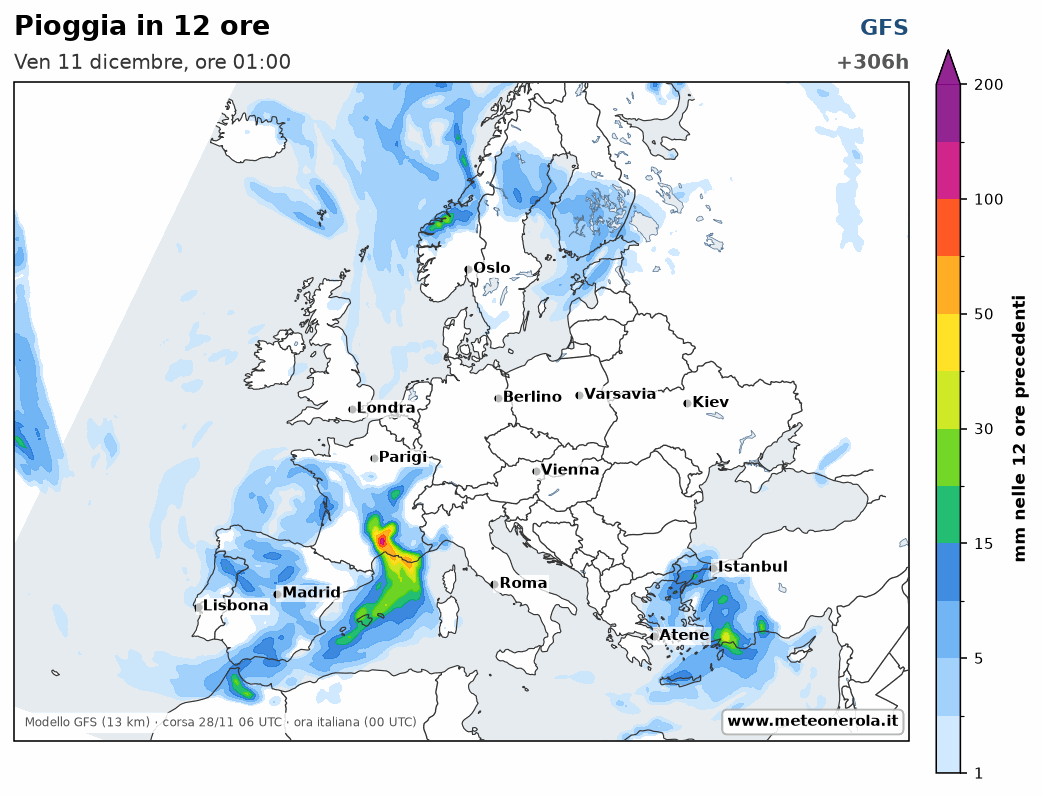 Pioggia in 12 ore
GFS
Ven 11 dicembre, ore 01:00
+306h
200
100
50
30
15
5
1
mm nelle 12 ore precedenti
Oslo
Londra
Berlino
Varsavia
Kiev
Parigi
Vienna
Istanbul
Madrid
Roma
Lisbona
Atene
Modello GFS (13 km) · corsa 28/11 06 UTC · ora italiana (00 UTC)
www.meteonerola.it